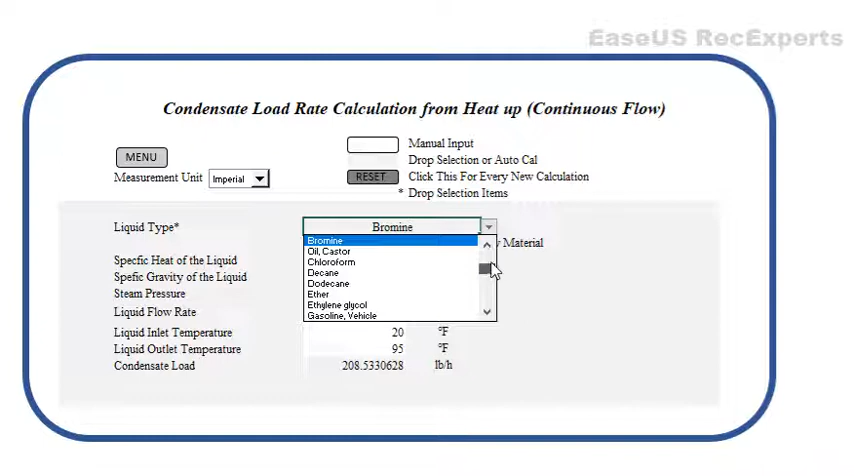 EaseUS RecExperts
Condensate Load Rate Calculation from Heat up (Continuous Flow)
MENU
Manual Input
Drop Selection or Auto Cal
Measurement Unit Imperial
RESET Click This For Every New Calculation
* Drop Selection Items
Liquid Type* Bromine
Material
Bromine
Oil, Castor
Chloroform
Decane
Dodecane
Ether
Ethylene glycol
Gasoline, Vehicle
Specfic Heat of the Liquid
Spefic Gravity of the Liquid
Steam Pressure
Liquid Flow Rate
Liquid Inlet Temperature 20 °F
Liquid Outlet Temperature 95 °F
Condensate Load 208.5330628 lb/h